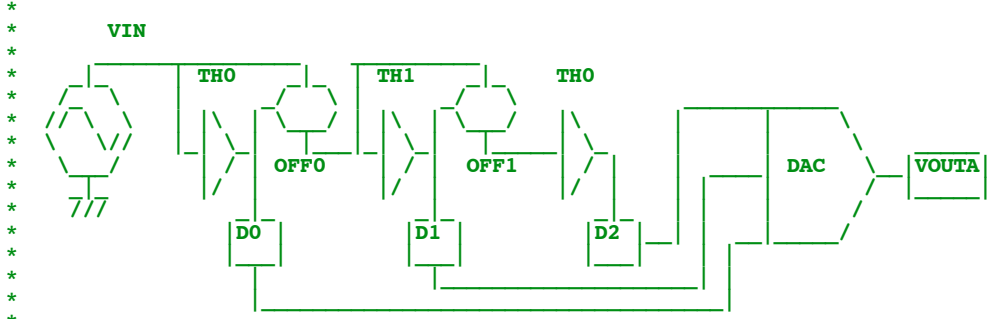 VIN
TH0 TH1 TH0
OFF0 OFF1 DAC VOUTA
D0 D1 D2